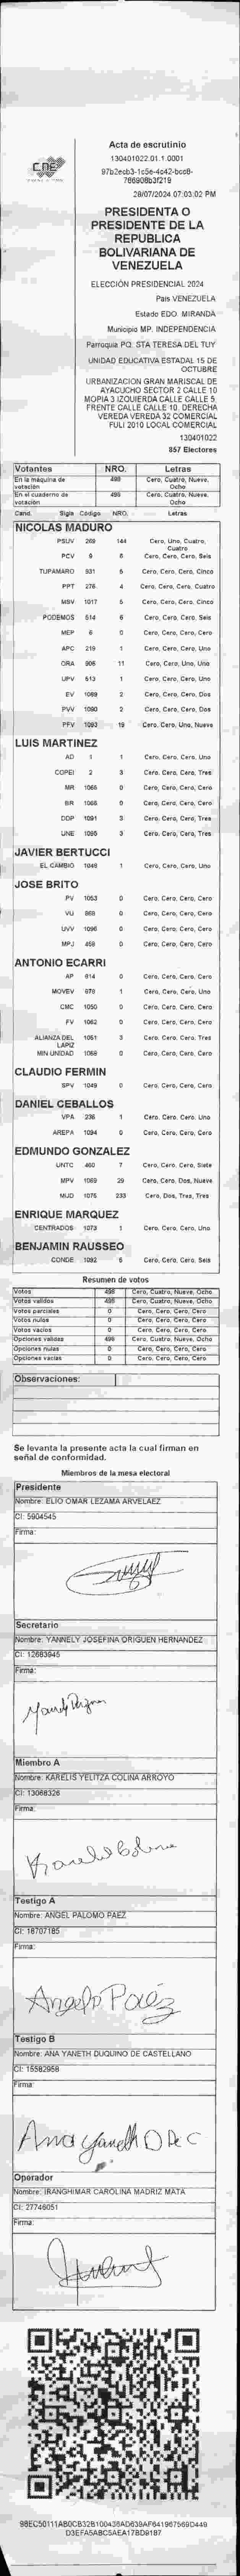 Acta de escrutinio
130401022.01.1.0001
28/07/2024 07:03:02 PM
PRESIDENTA O
PRESIDENTE DE LA
REPUBLICA
BOLIVARIANA DE
VENEZUELA
ELECCIÓN PRESIDENCIAL 2024
País VENEZUELA
Estado EDO. MIRANDA
Municipio MP. INDEPENDENCIA
Parroquia PQ. STA TERESA DEL TUY
UNIDAD EDUCATIVA ESTADAL 15 DE
OCTUBRE
URBANIZACION GRAN MARISCAL DE
AYACUCHO SECTOR 2 CALLE 10
MOPIA 3 IZQUIERDA CALLE CALLE 5.
FRENTE CALLE CALLE 10. DERECHA
VEREDA VEREDA 32 COMERCIAL
FULI 2010 LOCAL COMERCIAL
130401022
857 Electores
Votantes NRO. Letras
En la máquina de votación 498 Cero, Cuatro, Nueve, Ocho
En el cuaderno de votación 498 Cero, Cuatro, Nueve, Ocho
Cand. Sigla Código NRO. Letras
NICOLAS MADURO
PSUV 269 144 Cero, Uno, Cuatro, Cuatro
PCV 9 6 Cero, Cero, Cero, Seis
TUPAMARO 931 5 Cero, Cero, Cero, Cinco
PPT 276 4 Cero, Cero, Cero, Cuatro
MSV 1017 5 Cero, Cero, Cero, Cinco
PODEMOS 514 6 Cero, Cero, Cero, Seis
MEP 6 0 Cero, Cero, Cero, Cero
APC 219 1 Cero, Cero, Cero, Uno
ORA 906 11 Cero, Cero, Uno, Uno
UPV 513 1 Cero, Cero, Cero, Uno
EV 1089 2 Cero, Cero, Cero, Dos
PVV 1090 2 Cero, Cero, Cero, Dos
PFV 1093 19 Cero, Cero, Uno, Nueve
LUIS MARTINEZ
AD 1 1 Cero, Cero, Cero, Uno
COPEI 2 3 Cero, Cero, Cero, Tres
MR 1066 0 Cero, Cero, Cero, Cero
BR 1065 0 Cero, Cero, Cero, Cero
DDP 1091 3 Cero, Cero, Cero, Tres
UNE 1095 3 Cero, Cero, Cero, Tres
JAVIER BERTUCCI
EL CAMBIO 1048 1 Cero, Cero, Cero, Uno
JOSE BRITO
PV 1053 0 Cero, Cero, Cero, Cero
VU 868 0 Cero, Cero, Cero, Cero
UVV 1096 0 Cero, Cero, Cero, Cero
MPJ 458 0 Cero, Cero, Cero, Cero
ANTONIO ECARRI
AP 814 0 Cero, Cero, Cero, Cero
MOVEV 978 1 Cero, Cero, Cero, Uno
CMC 1050 0 Cero, Cero, Cero, Cero
FV 1062 0 Cero, Cero, Cero, Cero
ALIANZA DEL LAPIZ 1051 3 Cero, Cero, Cero, Tres
MIN UNIDAD 1069 0 Cero, Cero, Cero, Cero
CLAUDIO FERMIN
SPV 1049 0 Cero, Cero, Cero, Cero
DANIEL CEBALLOS
VPA 236 1 Cero, Cero, Cero, Uno
AREPA 1094 0 Cero, Cero, Cero, Cero
EDMUNDO GONZALEZ
UNTC 400 7 Cero, Cero, Cero, Siete
MPV 1069 29 Cero, Cero, Dos, Nueve
MUD 1075 233 Cero, Dos, Tres, Tres
ENRIQUE MARQUEZ
CENTRADOS 1073 1 Cero, Cero, Cero, Uno
BENJAMIN RAUSSEO
CONDE 1092 6 Cero, Cero, Cero, Seis
Resumen de votos
Votos 498 Cero, Cuatro, Nueve, Ocho
Votos validos 498 Cero, Cuatro, Nueve, Ocho
Votos parciales 0 Cero, Cero, Cero, Cero
Votos nulos 0 Cero, Cero, Cero, Cero
Votos vacios 0 Cero, Cero, Cero, Cero
Opciones validas 498 Cero, Cuatro, Nueve, Ocho
Opciones nulas 0 Cero, Cero, Cero, Cero
Opciones vacias 0 Cero, Cero, Cero, Cero
Observaciones:
Se levanta la presente acta la cual firman en
señal de conformidad.
Miembros de la mesa electoral
Presidente
Nombre: ELIO OMAR LEZAMA ARVELAEZ
CI: 5904545
Firma:
Secretario
Nombre: YANNELY JOSEFINA ORIGUEN HERNANDEZ
CI: 12683945
Firma:
Miembro A
Nombre: KARELIS YELITZA COLINA ARROYO
CI: 13068326
Firma:
Testigo A
Nombre: ANGEL PALOMO PAEZ
CI: 18707185
Firma:
Testigo B
Nombre: ANA YANETH DUQUINO DE CASTELLANO
CI: 15582958
Firma:
Operador
Nombre: IRANGHIMAR CAROLINA MADRIZ MATA
CI: 27746051
Firma: